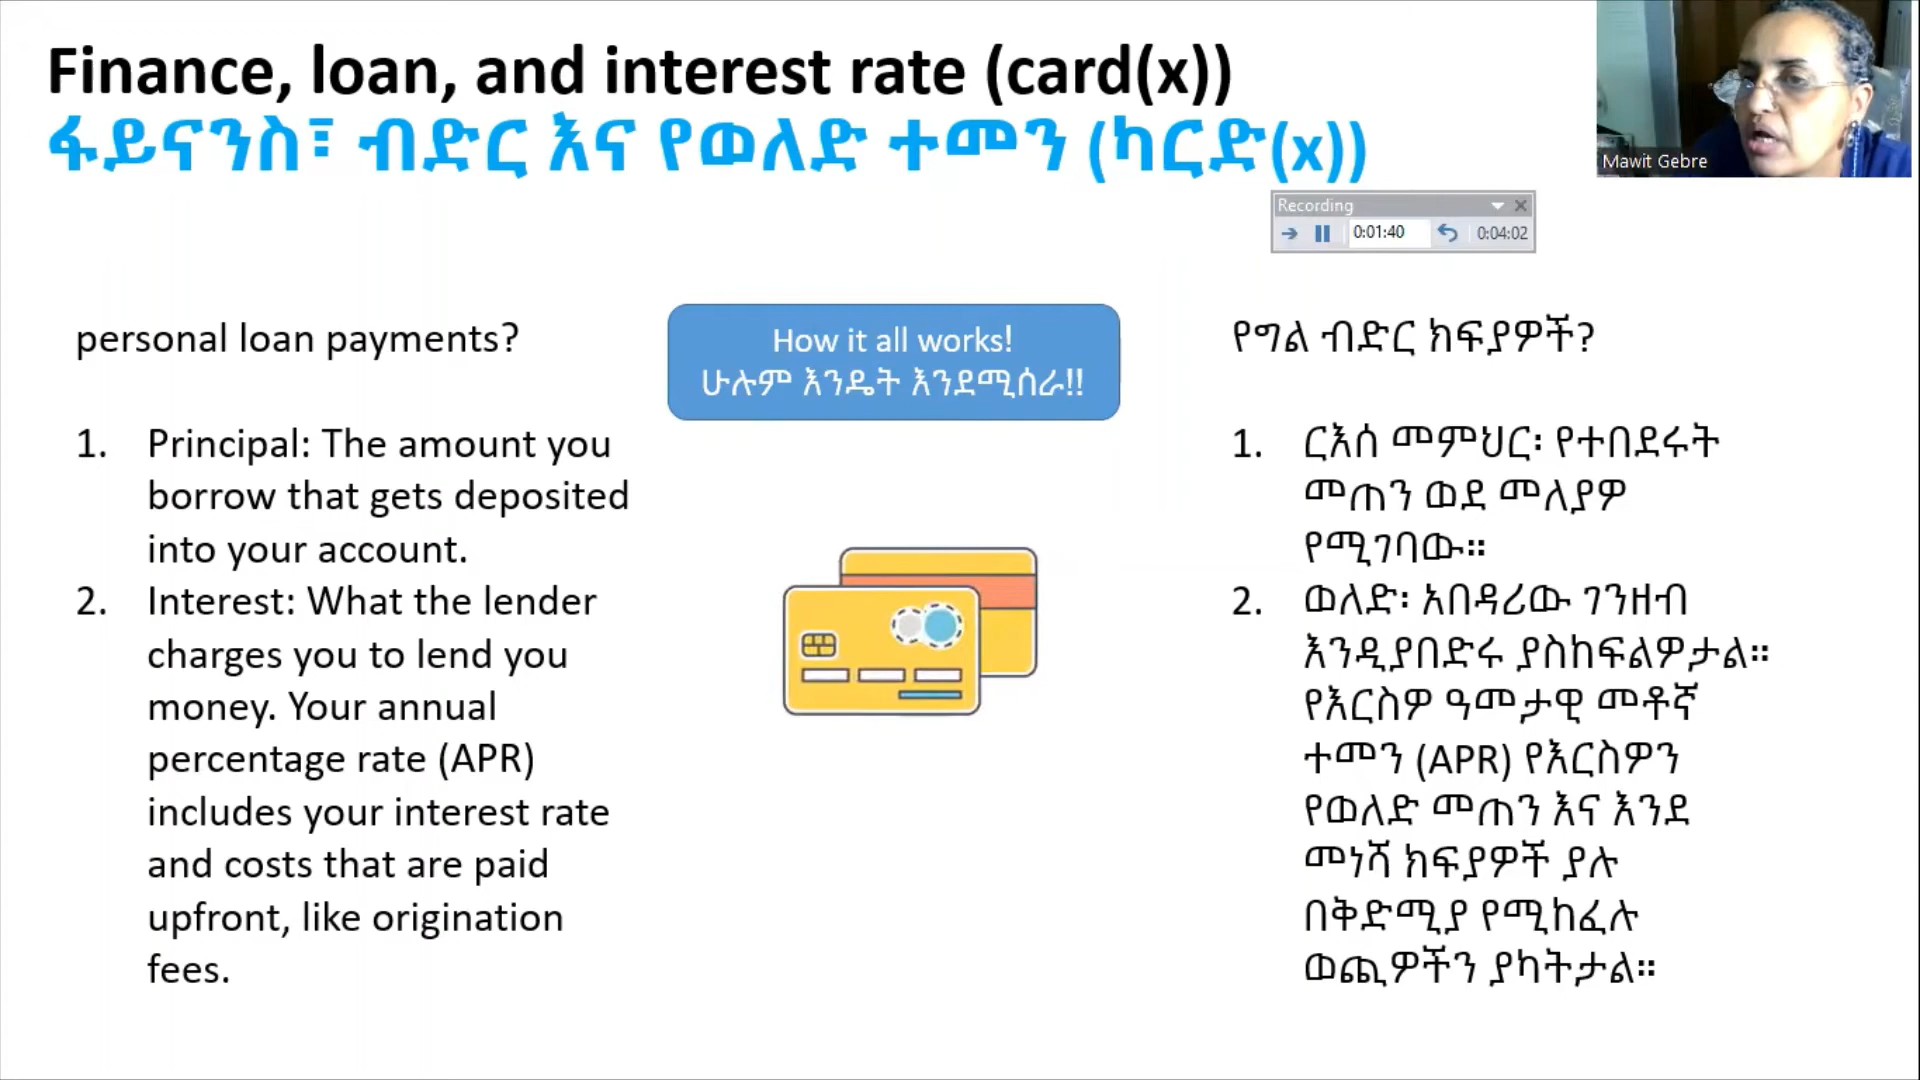 Finance, loan, and interest rate (card(x))
ፋይናንስ፣ ብድር እና የወለድ ተመን (ካርድ(x))
Mawit Gebre
Recording
0:01:40
0:04:02
personal loan payments?
1. Principal: The amount you
borrow that gets deposited
into your account.
2. Interest: What the lender
charges you to lend you
money. Your annual
percentage rate (APR)
includes your interest rate
and costs that are paid
upfront, like origination
fees.
How it all works!
ሁሉም እንዴት እንደሚሰራ!!
የግል ብድር ክፍያዎች?
1. ርእሰ መምህር፡ የተበደሩት
መጠን ወደ መለያዎ
የሚገባው።
2. ወለድ፡ አበዳሪው ገንዘብ
እንዲያበድሩ ያስከፍልዎታል።
የእርስዎ ዓመታዊ መቶኛ
ተመን (APR) የእርስዎን
የወለድ መጠን እና እንደ
መነሻ ክፍያዎች ያሉ
በቅድሚያ የሚከፈሉ
ወጪዎችን ያካትታል።